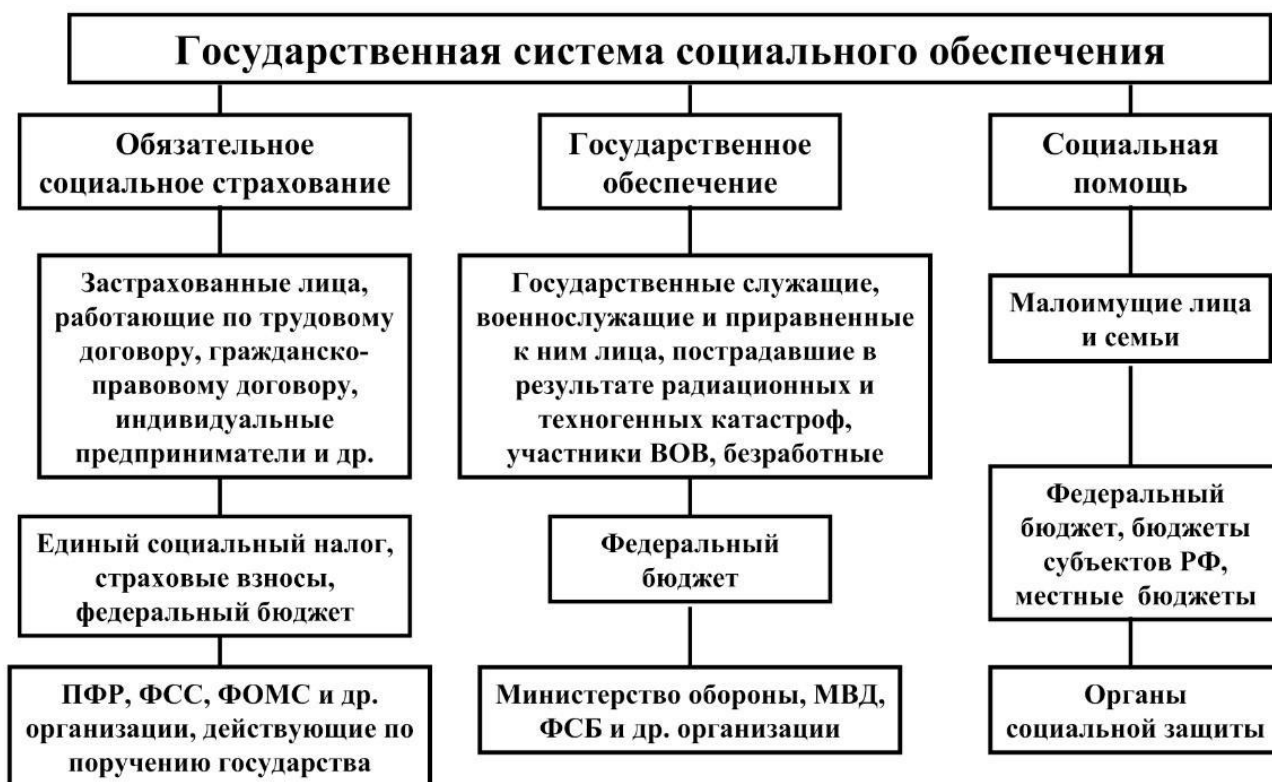 Государственная система социального обеспечения
Обязательное
социальное страхование
Застрахованные лица,
работающие по трудовому
договору, гражданско-
правовому договору,
индивидуальные
предприниматели и др.
Единый социальный налог,
страховые взносы,
федеральный бюджет
ПФР, ФСС, ФОМС и др.
организации, действующие по
поручению государства
Государственное
обеспечение
Государственные служащие,
военнослужащие и приравненные
к ним лица, пострадавшие в
результате радиационных и
техногенных катастроф,
участники ВОВ, безработные
Федеральный
бюджет
Министерство обороны, МВД,
ФСБ и др. организации
Социальная
помощь
Малоимущие лица
и семьи
Федеральный
бюджет, бюджеты
субъектов РФ,
местные бюджеты
Органы
социальной защиты